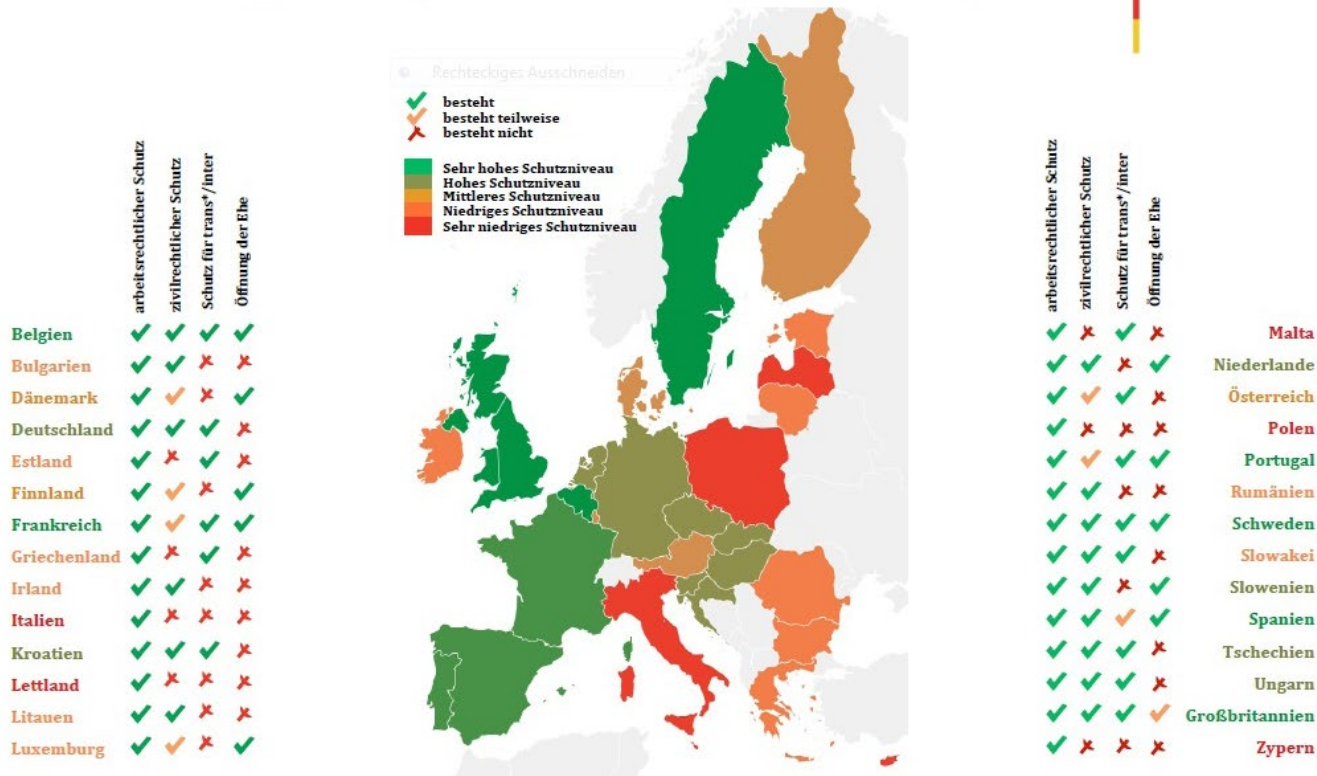 Rechteckiges Ausschneiden
besteht
besteht teilweise
besteht nicht
Sehr hohes Schutzniveau
Hohes Schutzniveau
Mittleres Schutzniveau
Niedriges Schutzniveau
Sehr niedriges Schutzniveau
arbeitsrechtlicher Schutz
zivilrechtlicher Schutz
Schutz für trans*/inter
Öffnung der Ehe
Belgien
Bulgarien
Dänemark
Deutschland
Estland
Finnland
Frankreich
Griechenland
Irland
Italien
Kroatien
Lettland
Litauen
Luxemburg
arbeitsrechtlicher Schutz
zivilrechtlicher Schutz
Schutz für trans*/inter
Öffnung der Ehe
Malta
Niederlande
Österreich
Polen
Portugal
Rumänien
Schweden
Slowakei
Slowenien
Spanien
Tschechien
Ungarn
Großbritannien
Zypern